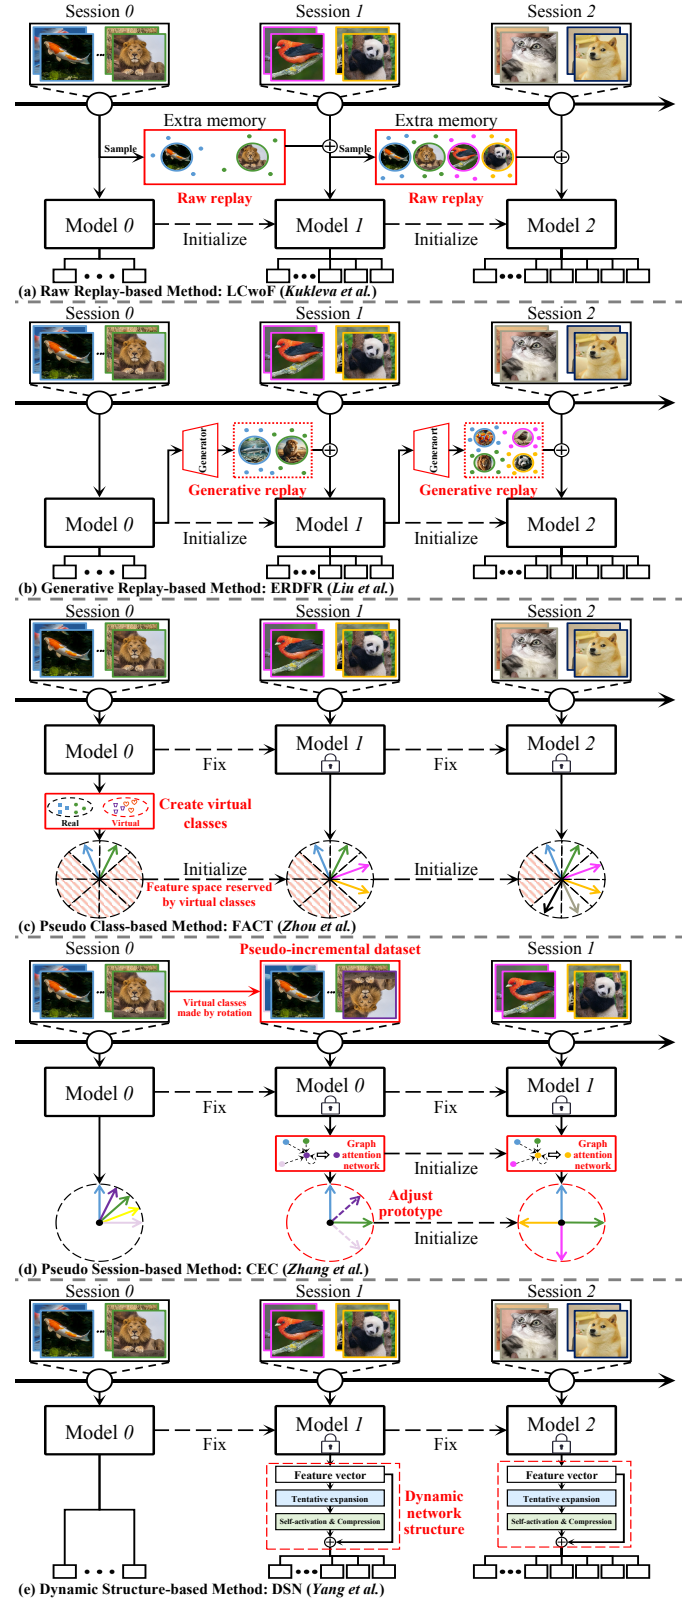 Session 0
Session 1
Session 2
...
Extra memory
Extra memory
Sample
Sample
Raw replay
Raw replay
Model 0
Model 1
Model 2
Initialize
Initialize
(a) Raw Replay-based Method: LCwoF (Kukleva et al.)
Session 0
Session 1
Session 2
...
Generator
Genernaort
Generative replay
Generative replay
Model 0
Model 1
Model 2
Initialize
Initialize
(b) Generative Replay-based Method: ERDFR (Liu et al.)
Session 0
Session 1
Session 2
...
Model 0
Model 1
Model 2
Fix
Fix
Real
Virtual
Create virtual
classes
Initialize
Initialize
Feature space reserved
by virtual classes
(c) Pseudo Class-based Method: FACT (Zhou et al.)
Session 0
Pseudo-incremental dataset
Session 1
...
...
Virtual classes
made by rotation
Model 0
Model 0
Model 1
Fix
Fix
Graph
attention
network
Graph
attention
network
Initialize
Adjust
prototype
Initialize
(d) Pseudo Session-based Method: CEC (Zhang et al.)
Session 0
Session 1
Session 2
...
Model 0
Model 1
Model 2
Fix
Fix
Feature vector
Tentative expansion
Self-activation & Compression
Dynamic
network
structure
Feature vector
Tentative expansion
Self-activation & Compression
(e) Dynamic Structure-based Method: DSN (Yang et al.)